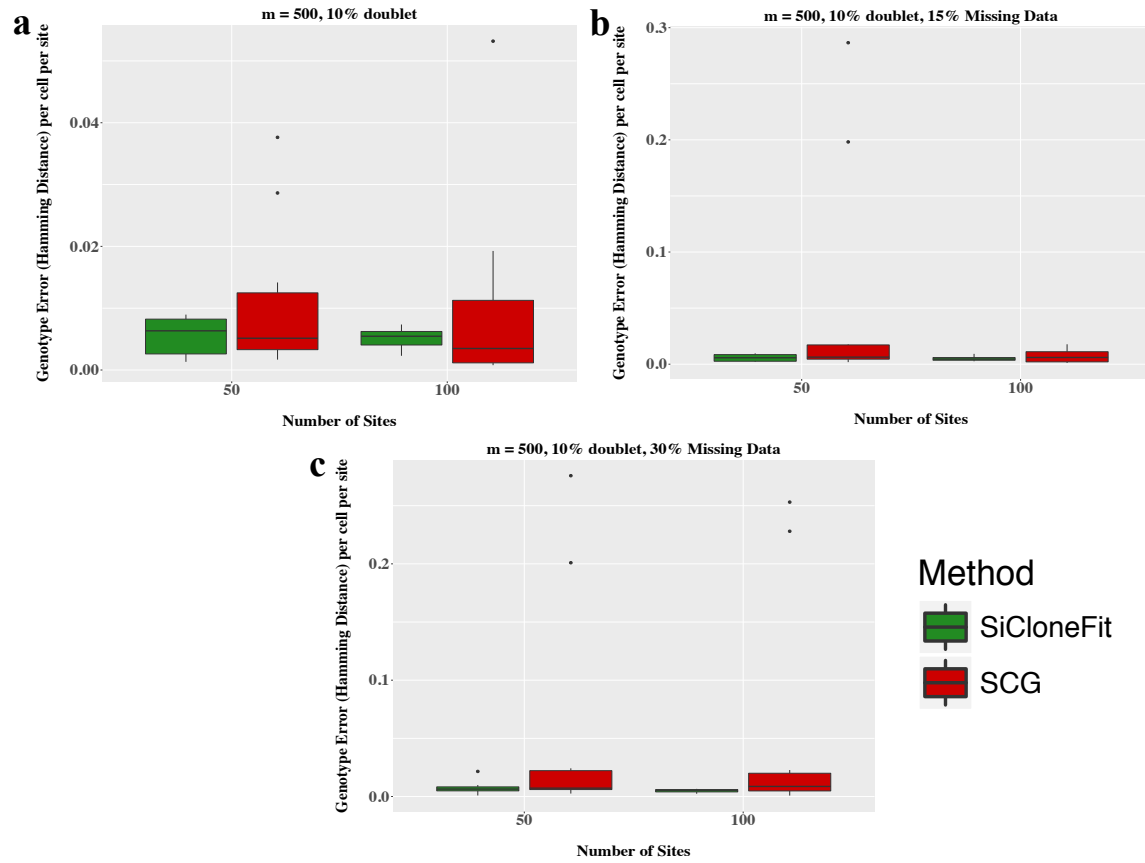 a
m = 500, 10% doublet
Genotype Error (Hamming Distance) per cell per site
0.04
0.02
0.00
50
100
Number of Sites
b
m = 500, 10% doublet, 15% Missing Data
Genotype Error (Hamming Distance) per cell per site
0.3
0.2
0.1
0.0
50
100
Number of Sites
c
m = 500, 10% doublet, 30% Missing Data
Genotype Error (Hamming Distance) per cell per site
0.2
0.1
0.0
50
100
Number of Sites
Method
SiCloneFit
SCG